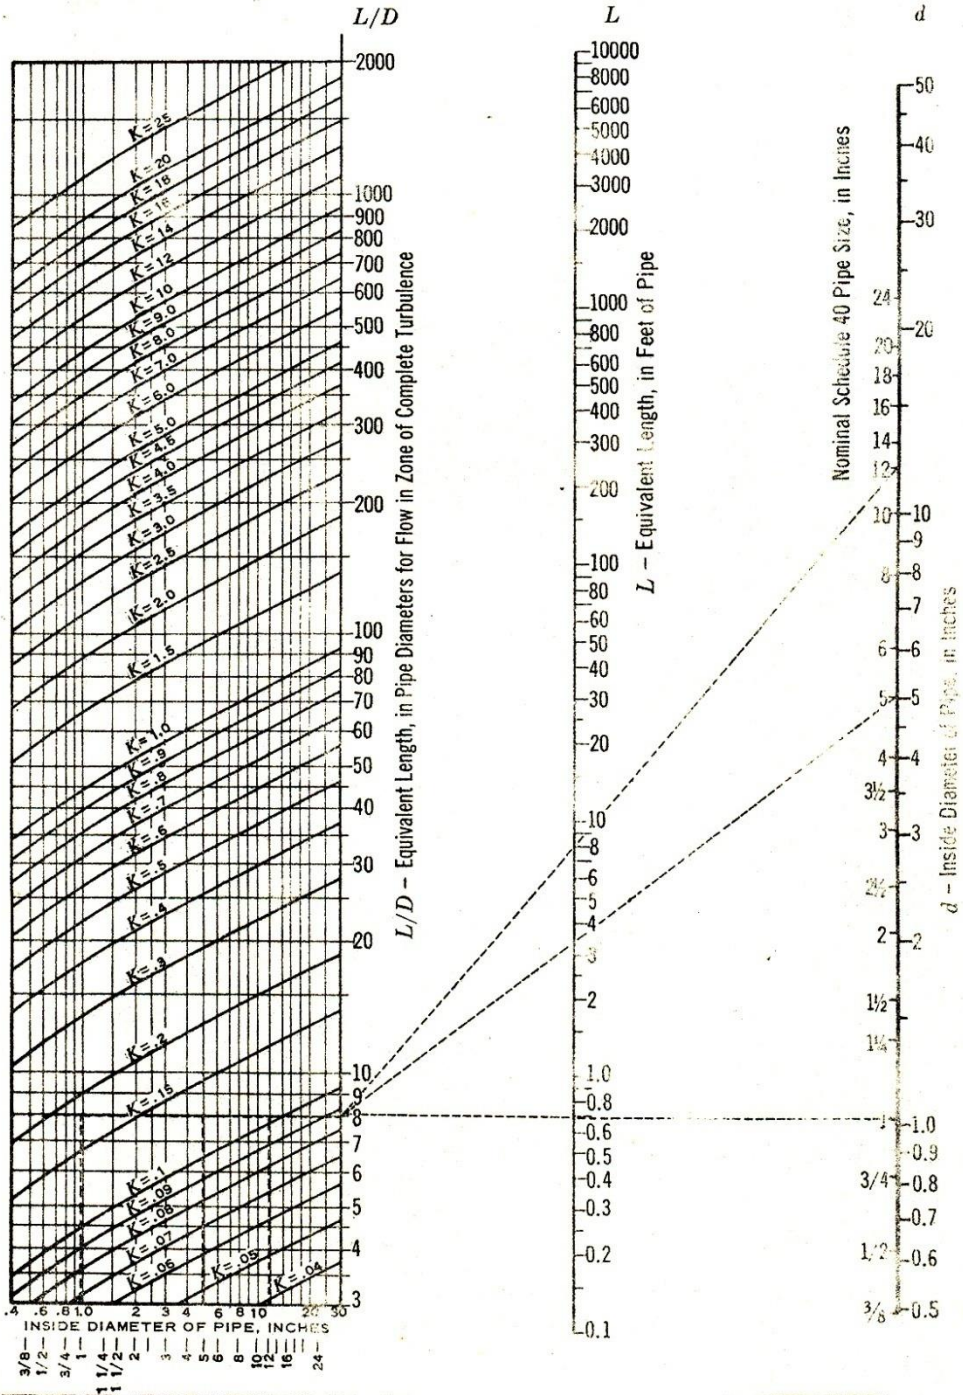 L/D
L
d
2000
1000
900
800
700
600
500
400
300
200
100
90
80
70
60
50
40
30
20
10
9
8
7
6
5
4
3
L/D – Equivalent Length, in Pipe Diameters for Flow in Zone of Complete Turbulence
K=25
K=20
K=18
K=16
K=14
K=12
K=10
K=9.0
K=8.0
K=7.0
K=6.0
K=5.0
K=4.5
K=4.0
K=3.5
K=3.0
K=2.5
K=2.0
K=1.5
K=1.0
K=.9
K=.8
K=.7
K=.6
K=.5
K=.4
K=.3
K=.2
K=.15
K=.1
K=.09
K=.08
K=.07
K=.06
K=.05
K=.04
.4 .6 .8 1.0 2 3 4 6 8 10 20 30
INSIDE DIAMETER OF PIPE, INCHES
3/8 1/2 3/4 1 1 1/4 1 1/2 2 3 4 5 6 8 10 12 16 24
10000
8000
6000
5000
4000
3000
2000
1000
800
600
500
400
300
200
100
80
60
50
40
30
20
10
8
6
5
4
3
2
1.0
0.8
0.6
0.5
0.4
0.3
0.2
0.1
L – Equivalent Length, in Feet of Pipe
Nominal Schedule 40 Pipe Size, in Inches
24
20
18
16
14
12
10
8
6
5
4
3½
3
2½
2
1½
1¼
1
3/4
1/2
3/8
50
40
30
20
10
9
8
7
6
5
4
3
2
1.0
0.9
0.8
0.7
0.6
0.5
d – Inside Diameter of Pipe, in Inches